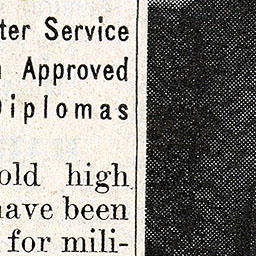 ter Service
Approved
Diplomas
old high
have been
for mili-